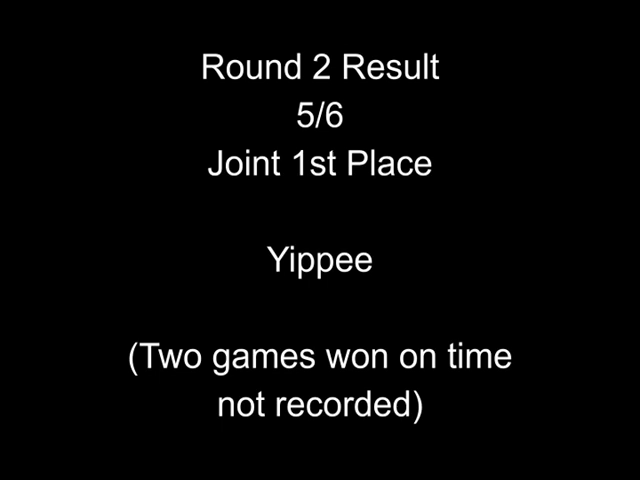 Round 2 Result
5/6
Joint 1st Place
Yippee
(Two games won on time
not recorded)